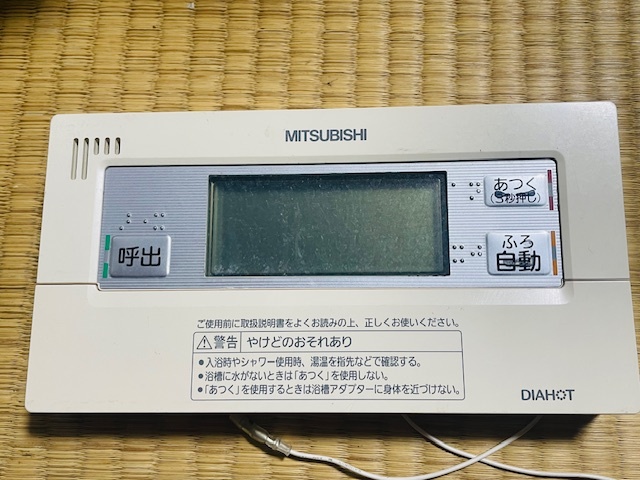 MITSUBISHI
あつく
(3秒押し)
呼出
ふろ
自動
ご使用前に取扱説明書をよくお読みの上、正しくお使いください。
警告 やけどのおそれあり
●入浴時やシャワー使用時、湯温を指先などで確認する。
●浴槽に水がないときは「あつく」を使用しない。
●「あつく」を使用するときは浴槽アダプターに身体を近づけない。
DIAHOT